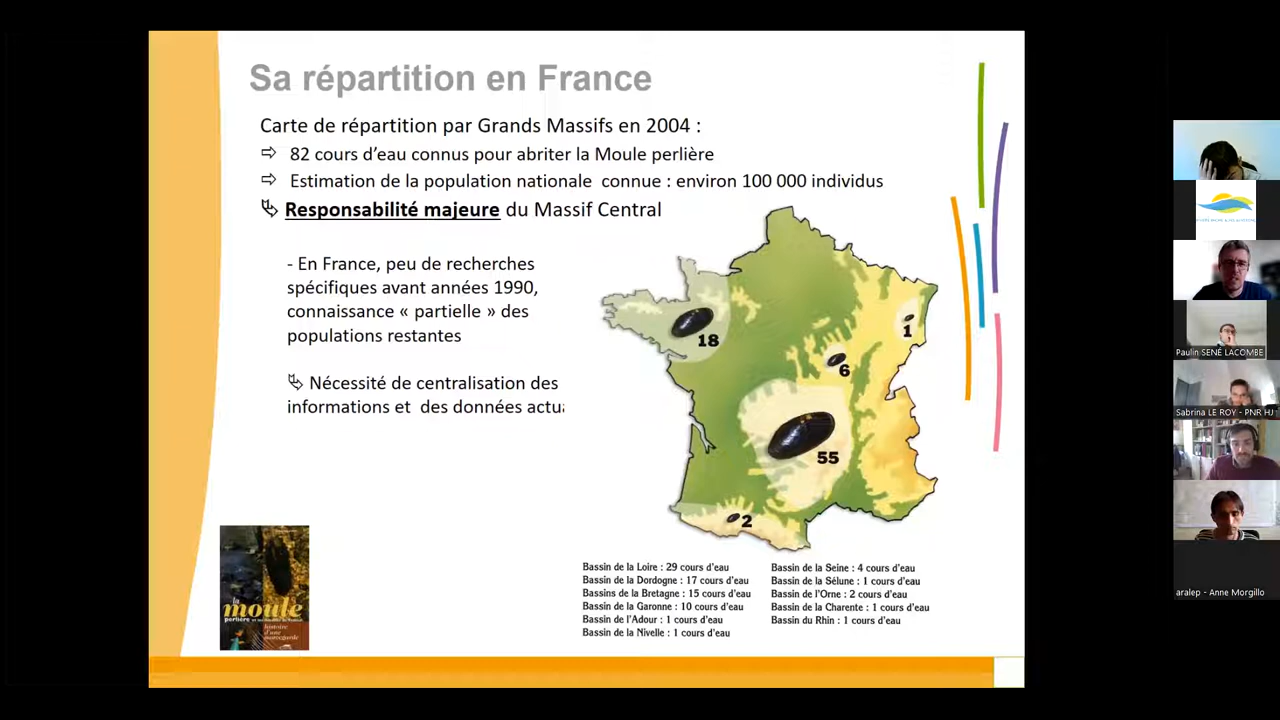 Sa répartition en France
Carte de répartition par Grands Massifs en 2004 :
⇨ 82 cours d’eau connus pour abriter la Moule perlière
⇨ Estimation de la population nationale connue : environ 100 000 individus
Responsabilité majeure du Massif Central
- En France, peu de recherches
spécifiques avant années 1990,
connaissance « partielle » des
populations restantes
Nécessité de centralisation des
informations et des données actu
18
1
6
55
2
Bassin de la Loire : 29 cours d’eau
Bassin de la Dordogne : 17 cours d’eau
Bassins de la Bretagne : 15 cours d’eau
Bassin de la Garonne : 10 cours d’eau
Bassin de l’Adour : 1 cours d’eau
Bassin de la Nivelle : 1 cours d’eau
Bassin de la Seine : 4 cours d’eau
Bassin de la Sélune : 1 cours d’eau
Bassin de l’Orne : 2 cours d’eau
Bassin de la Charente : 1 cours d’eau
Bassin du Rhin : 1 cours d’eau
la
moule
perlière
histoire
d'une
sauvegarde
Paulin SENÉ LACOMBE
Sabrina LE ROY - PNR HJ
aralep - Anne Morgillo